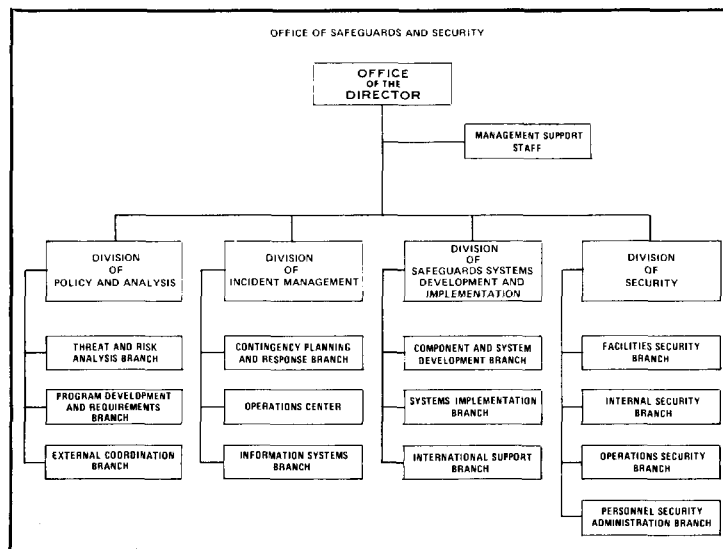 OFFICE OF SAFEGUARDS AND SECURITY
OFFICE
OF THE
DIRECTOR
MANAGEMENT SUPPORT
STAFF
DIVISION
OF
POLICY AND ANALYSIS
DIVISION
OF
INCIDENT MANAGEMENT
DIVISION
OF
SAFEGUARDS SYSTEMS
DEVELOPMENT AND
IMPLEMENTATION
DIVISION
OF
SECURITY
THREAT AND RISK
ANALYSIS BRANCH
CONTINGENCY PLANNING
AND RESPONSE BRANCH
COMPONENT AND SYSTEM
DEVELOPMENT BRANCH
FACILITIES SECURITY
BRANCH
PROGRAM DEVELOPMENT
AND REQUIREMENTS
BRANCH
OPERATIONS CENTER
SYSTEMS IMPLEMENTATION
BRANCH
INTERNAL SECURITY
BRANCH
EXTERNAL COORDINATION
BRANCH
INFORMATION SYSTEMS
BRANCH
INTERNATIONAL SUPPORT
BRANCH
OPERATIONS SECURITY
BRANCH
PERSONNEL SECURITY
ADMINISTRATION BRANCH